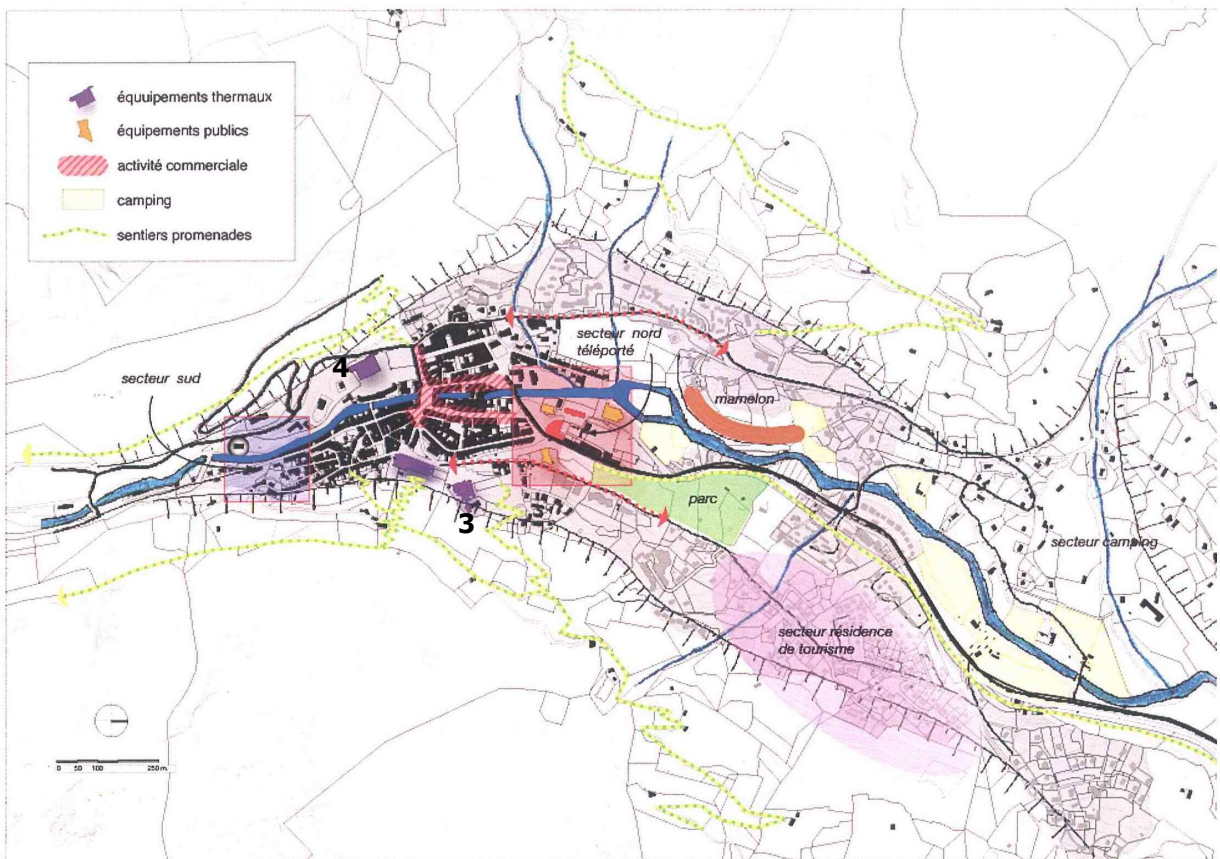 équuipements thermaux
équipements publics
activité commerciale
camping
sentiers promenades
secteur nord
téléporté
4
secteur sud
mamelon
parc
3
secteur camping
secteur résidence
de tourisme
0 50 100 250 m.